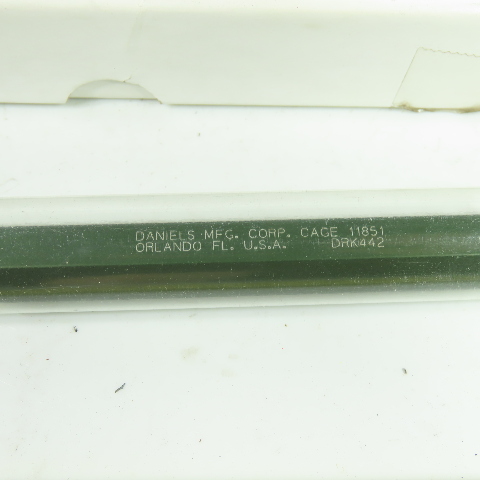 DANIELS MFG. CORP. CAGE 11851
ORLANDO FL. U.S.A. DRK442